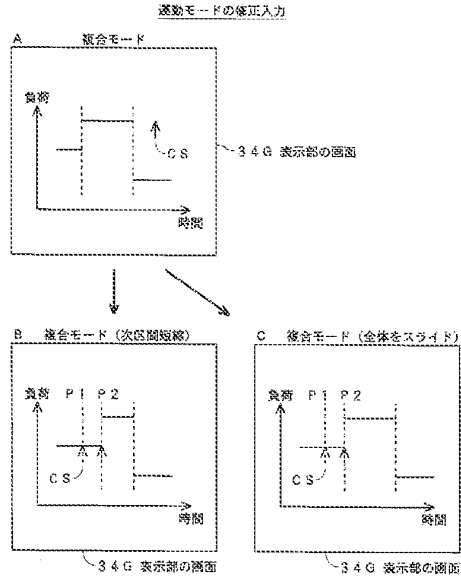 運動モードの修正入力
A 複合モード
負荷
CS
時間
34G 表示部の画面
B 複合モード(次区間短縮)
負荷 P1 P2
CS
時間
34G 表示部の画面
C 複合モード(全体をスライド)
負荷 P1 P2
CS
時間
34G 表示部の画面